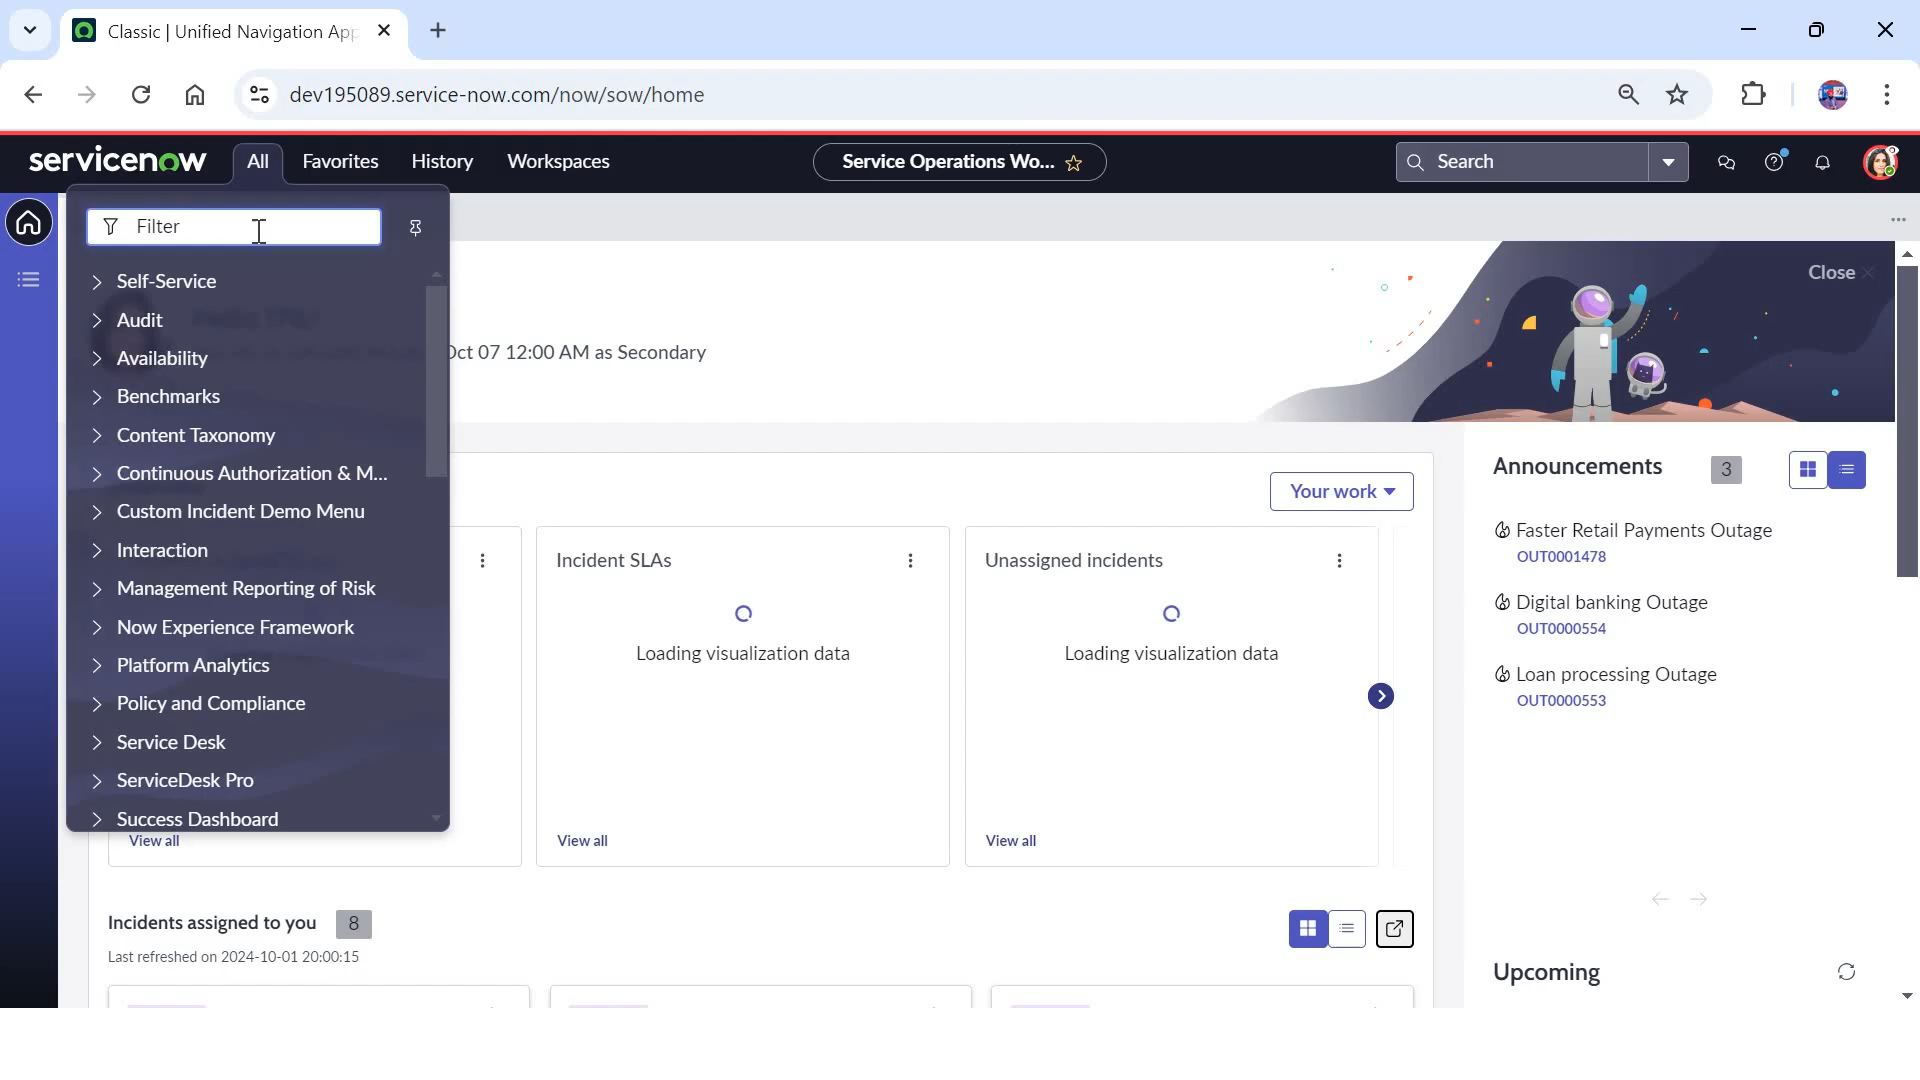 Classic | Unified Navigation App
dev195089.service-now.com/now/sow/home
servicenow
All
Favorites
History
Workspaces
Service Operations Wo...
Search
Filter
Self-Service
Audit
Availability
Benchmarks
Content Taxonomy
Continuous Authorization & M...
Custom Incident Demo Menu
Interaction
Management Reporting of Risk
Now Experience Framework
Platform Analytics
Policy and Compliance
Service Desk
ServiceDesk Pro
Success Dashboard
Close
Oct 07 12:00 AM as Secondary
Your work
Incident SLAs
Loading visualization data
Unassigned incidents
Loading visualization data
View all
View all
View all
Announcements 3
Faster Retail Payments Outage
OUT0001478
Digital banking Outage
OUT0000554
Loan processing Outage
OUT0000553
Incidents assigned to you 8
Last refreshed on 2024-10-01 20:00:15
Upcoming